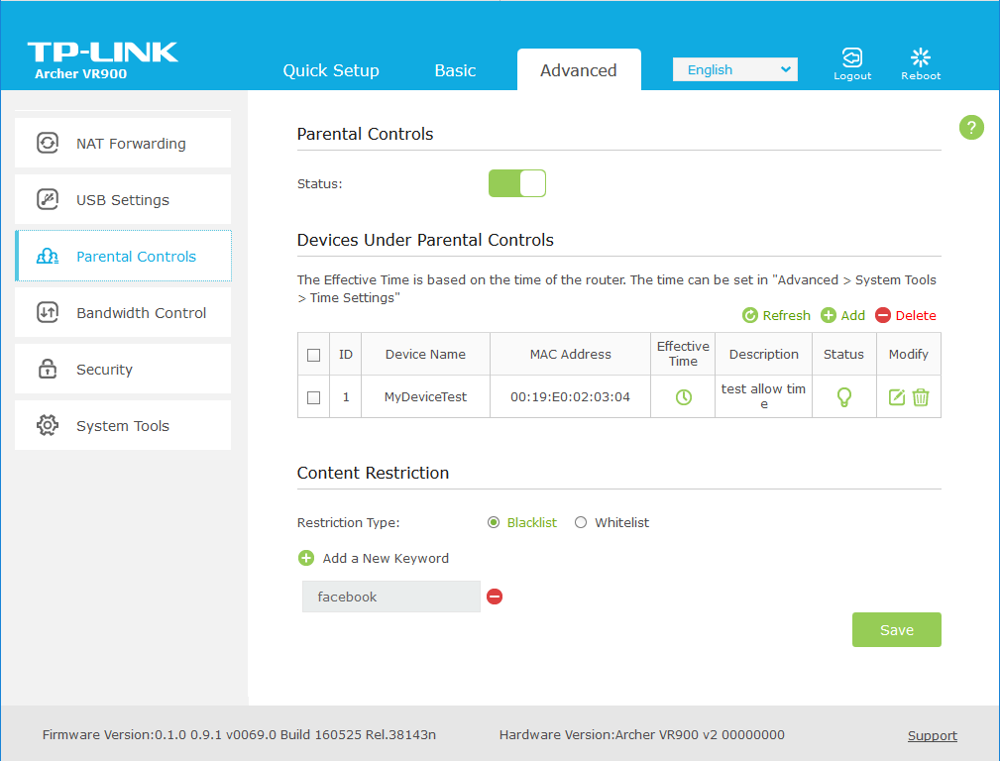 TP-LINK
Archer VR900
Quick Setup
Basic
Advanced
English
Logout
Reboot
NAT Forwarding
USB Settings
Parental Controls
Bandwidth Control
Security
System Tools
Parental Controls
?
Status:
Devices Under Parental Controls
The Effective Time is based on the time of the router. The time can be set in "Advanced > System Tools
> Time Settings"
Refresh Add Delete
ID Device Name MAC Address Effective Time Description Status Modify
1 MyDeviceTest 00:19:E0:02:03:04 test allow tim
e
Content Restriction
Restriction Type: Blacklist Whitelist
Add a New Keyword
facebook
Save
Firmware Version:0.1.0 0.9.1 v0069.0 Build 160525 Rel.38143n Hardware Version:Archer VR900 v2 00000000 Support